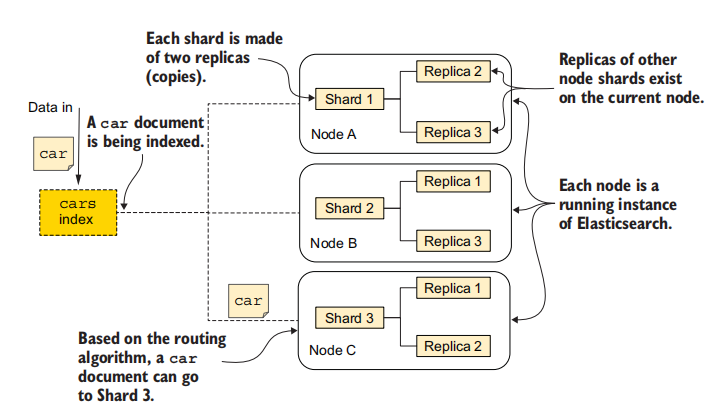 Each shard is made
of two replicas
(copies).
Data in
A car document
is being indexed.
car
cars
index
Shard 1
Replica 2
Replica 3
Node A
Replicas of other
node shards exist
on the current node.
Shard 2
Replica 1
Replica 3
Node B
Each node is a
running instance
of Elasticsearch.
car
Shard 3
Replica 1
Replica 2
Node C
Based on the routing
algorithm, a car
document can go
to Shard 3.